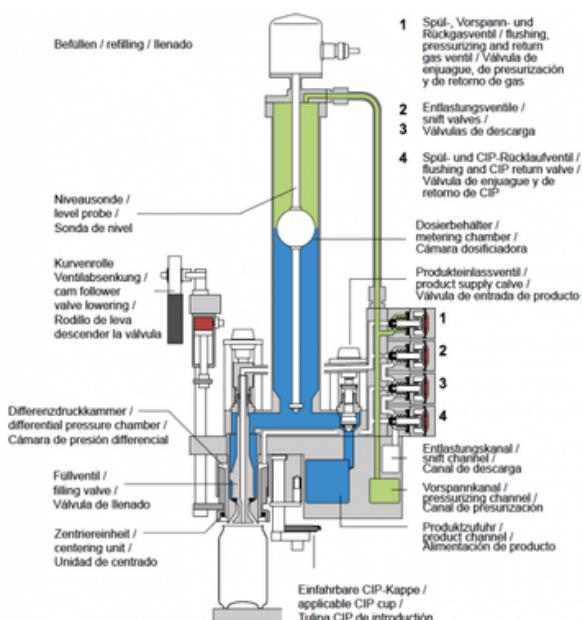 Befüllen / refilling / llenado
1 Spül-, Vorspann- und
Rückgasventil / flushing,
pressurizing and return
gas ventil / Válvula de
enjuague, de presurización
y de retorno de gas
2 Entlastungsventile /
snift valves /
3 Válvulas de descarga
4 Spül- und CIP-Rücklaufventil /
flushing and CIP return valve /
Válvula de enjuague y de
retorno de CIP
Niveausonde /
level probe /
Sonda de nivel
Dosierbehälter /
metering chamber /
Cámara dosificadora
Kurvenrolle
Ventilabsenkung /
cam follower
valve lowering /
Rodillo de leva
descender la válvula
Produkteinlassventil /
product supply calve /
Válvula de entrada de producto
1
2
3
4
Differenzdruckkammer /
differential pressure chamber /
Cámara de presión differencial
Entlastungskanal /
snift channel /
Canal de descarga
Füllventil /
filling valve /
Válvula de llenado
Vorspannkanal /
pressurizing channel /
Canal de presurización
Zentriereinheit /
centering unit /
Unidad de centrado
Produktzufuhr /
product channel /
Alimentación de producto
Einfahrbare CIP-Kappe /
applicable CIP cup /
Tulipa CIP de introducción